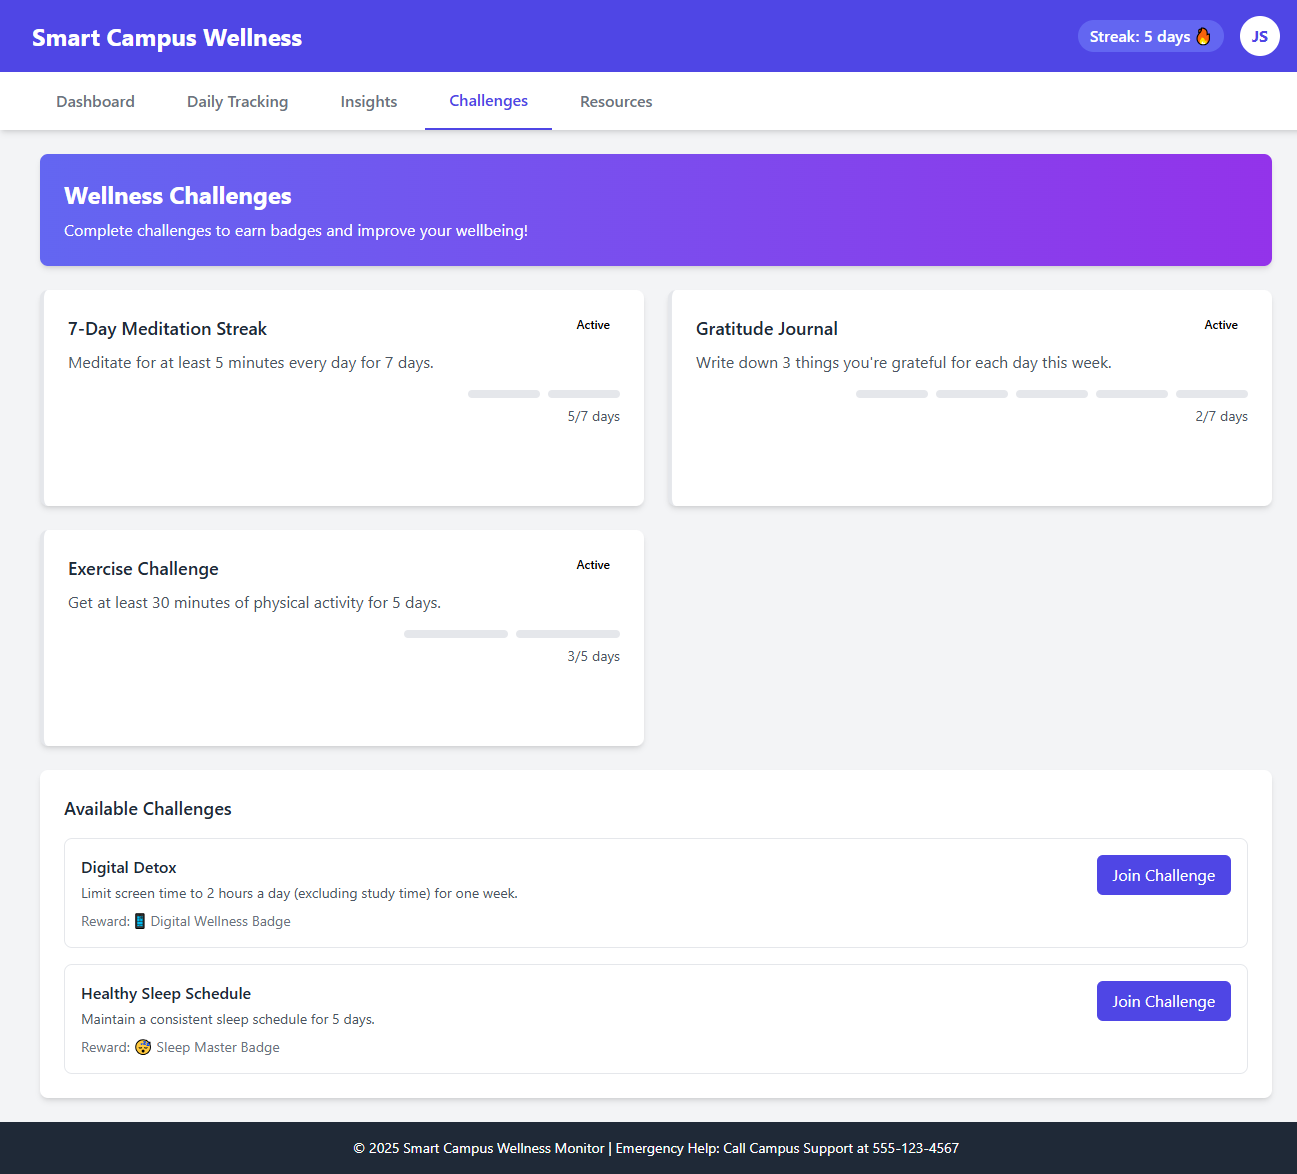 Smart Campus Wellness
Streak: 5 days 🔥
JS
Dashboard
Daily Tracking
Insights
Challenges
Resources
Wellness Challenges
Complete challenges to earn badges and improve your wellbeing!
7-Day Meditation Streak
Active
Meditate for at least 5 minutes every day for 7 days.
5/7 days
Gratitude Journal
Active
Write down 3 things you're grateful for each day this week.
2/7 days
Exercise Challenge
Active
Get at least 30 minutes of physical activity for 5 days.
3/5 days
Available Challenges
Digital Detox
Limit screen time to 2 hours a day (excluding study time) for one week.
Reward: 📱 Digital Wellness Badge
Join Challenge
Healthy Sleep Schedule
Maintain a consistent sleep schedule for 5 days.
Reward: 😴 Sleep Master Badge
Join Challenge
© 2025 Smart Campus Wellness Monitor | Emergency Help: Call Campus Support at 555-123-4567